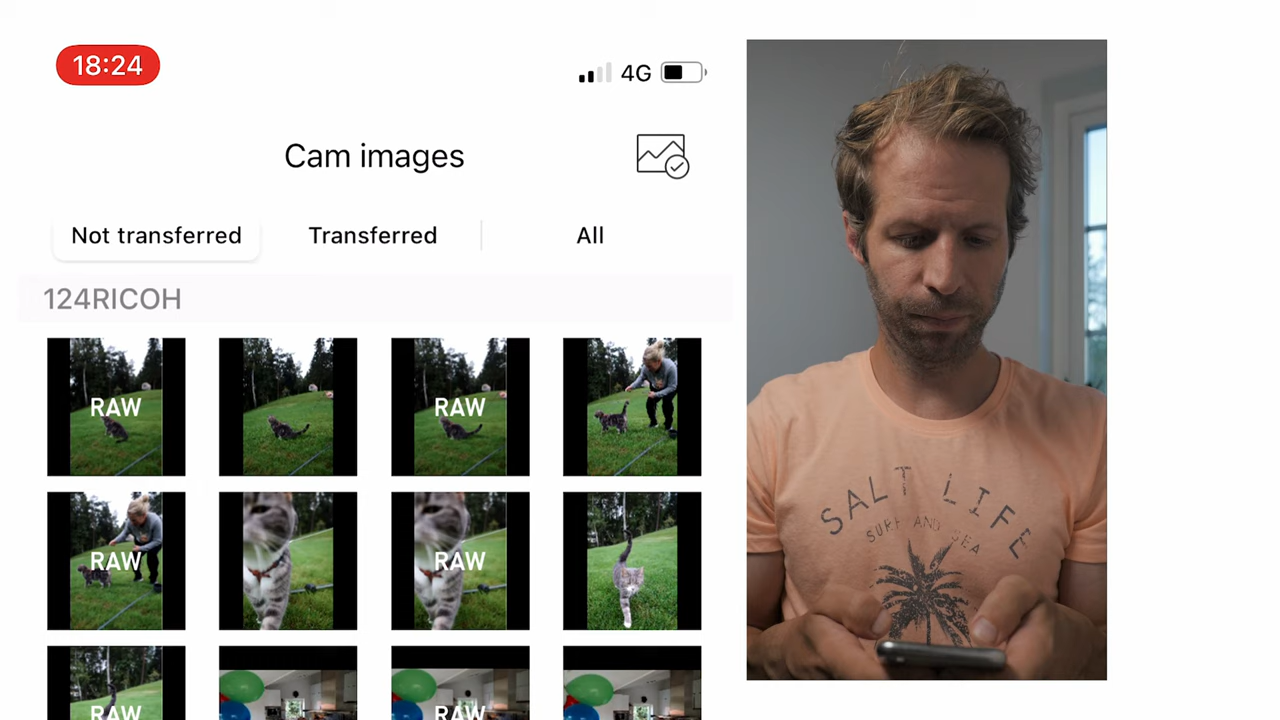 18:24
4G
Cam images
Not transferred
Transferred
All
124RICOH
RAW
RAW
RAW
RAW
RAW
RAW
SALT LIFE
SURF AND SEA